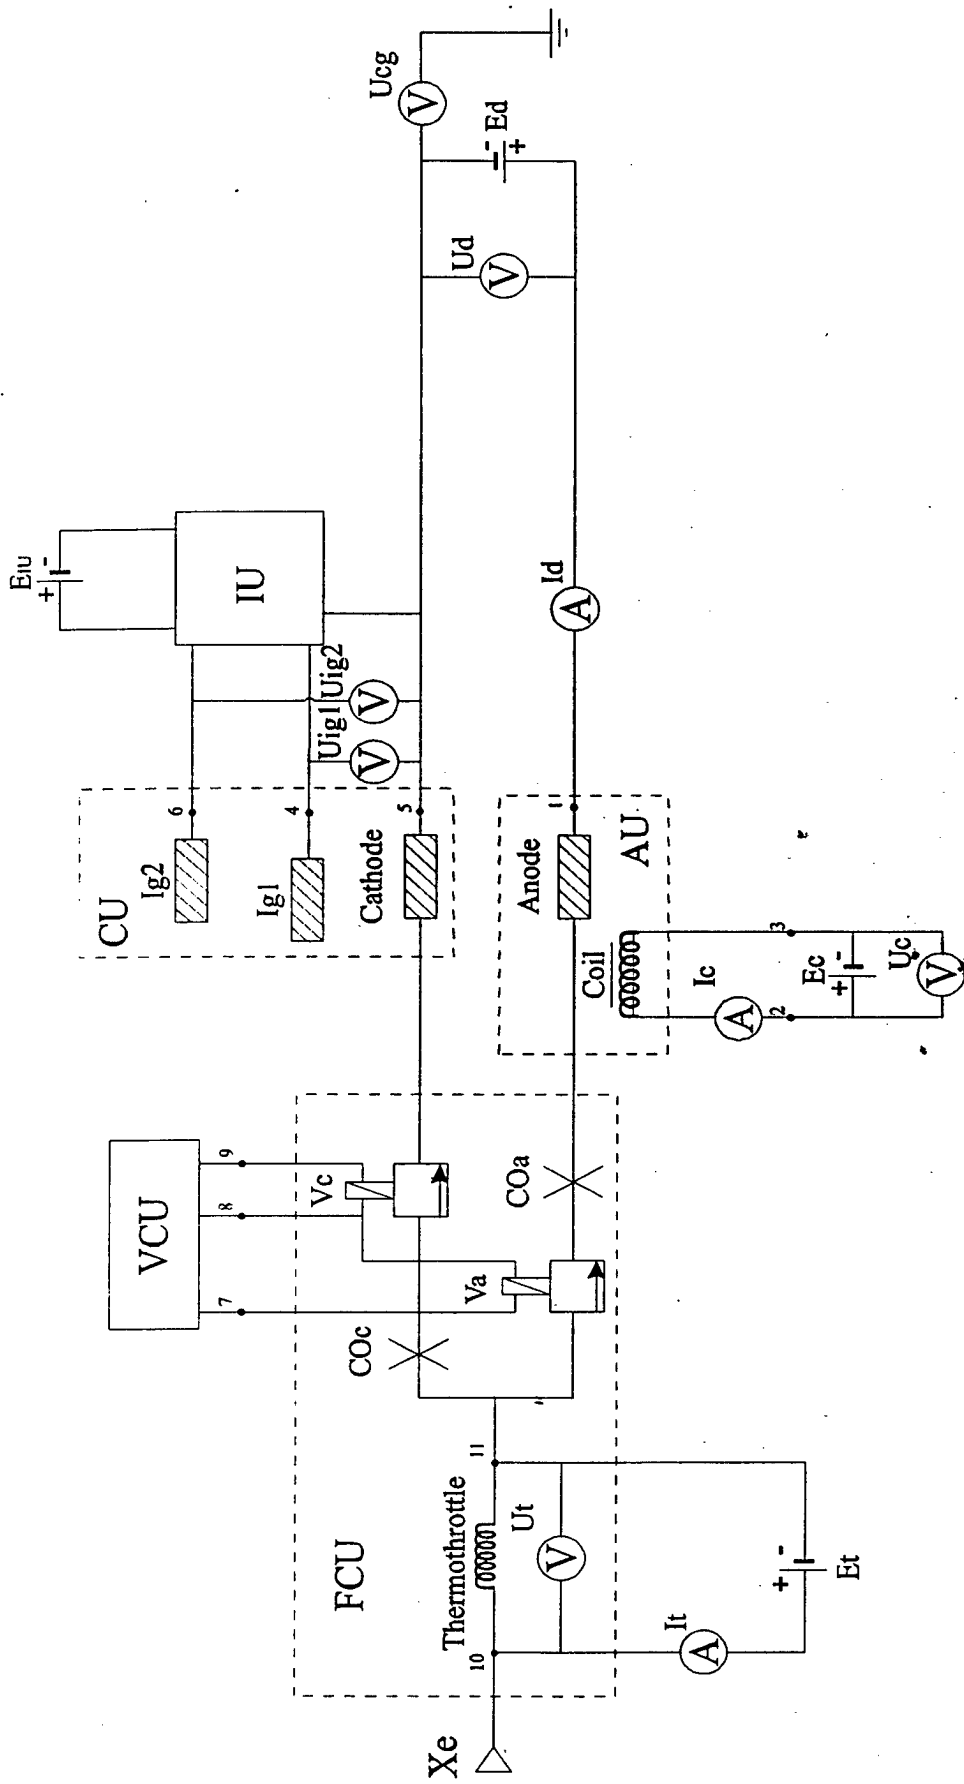 Xe
FCU
Thermothrottle
10
11
Ut
V
It
A
Et
+ -
VCU
7
8
9
COc
Vc
Va
COa
CU
Ig2
Ig1
Cathode
6
4
5
Anode
AU
1
Coil
Ic
A
2
3
Ec
+ -
Uc
V
EIU
+ -
IU
Uig1
Uig2
V
V
Id
A
Ud
V
Ed
-
+
Ucg
V